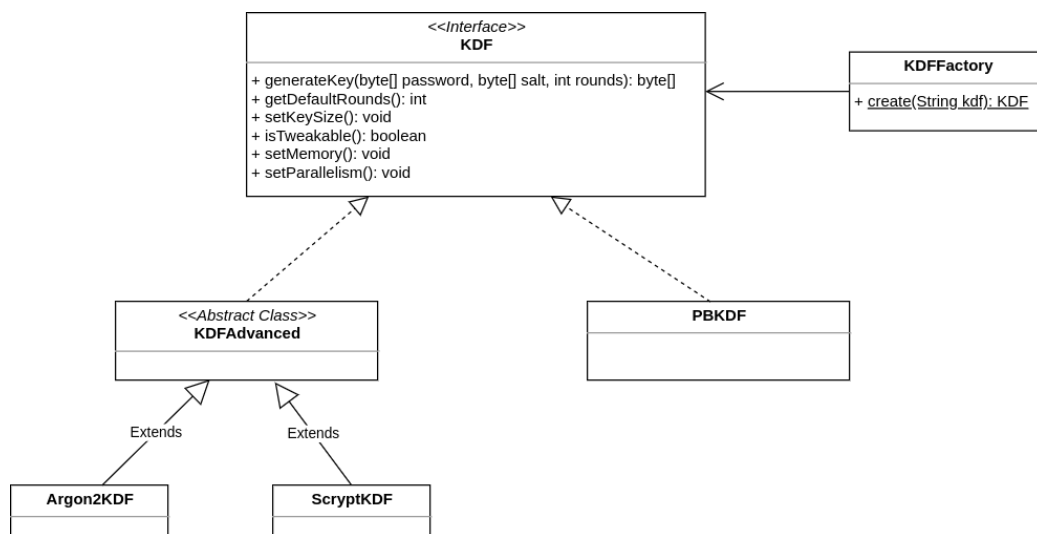 <<Interface>>
KDF
+ generateKey(byte[] password, byte[] salt, int rounds): byte[]
+ getDefaultRounds(): int
+ setKeySize(): void
+ isTweakable(): boolean
+ setMemory(): void
+ setParallelism(): void
KDFFactory
+ create(String kdf): KDF
<<Abstract Class>>
KDFAdvanced
PBKDF
Extends
Extends
Argon2KDF
ScryptKDF